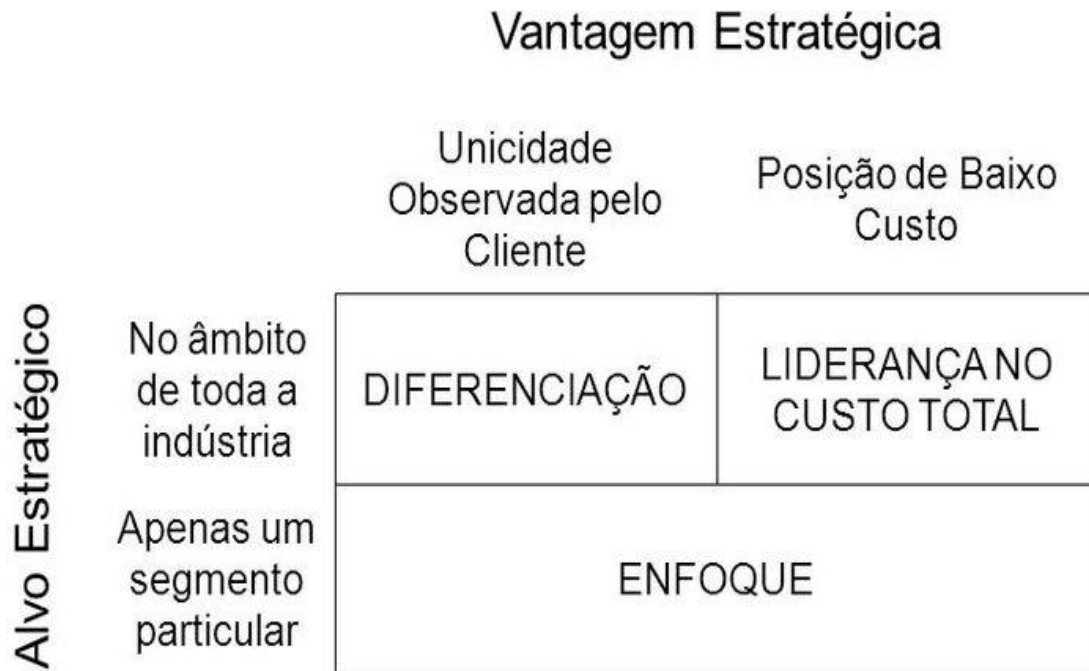 Vantagem Estratégica
Unicidade
Observada pelo
Cliente
Posição de Baixo
Custo
Alvo Estratégico
No âmbito
de toda a
indústria
DIFERENCIAÇÃO
LIDERANÇA NO
CUSTO TOTAL
Apenas um
segmento
particular
ENFOQUE